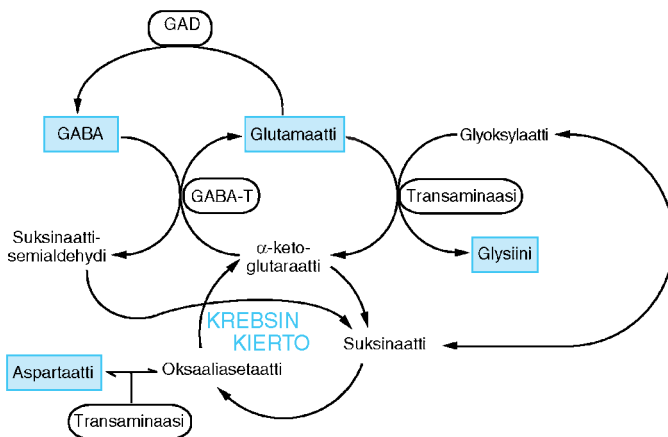 GAD
GABA
Glutamaatti
Glyoksylaatti
GABA-T
Transaminaasi
Suksinaatti-
semialdehydi
α-keto-
glutaraatti
Glysiini
KREBSIN
KIERTO
Suksinaatti
Aspartaatti
Oksaaliasetaatti
Transaminaasi